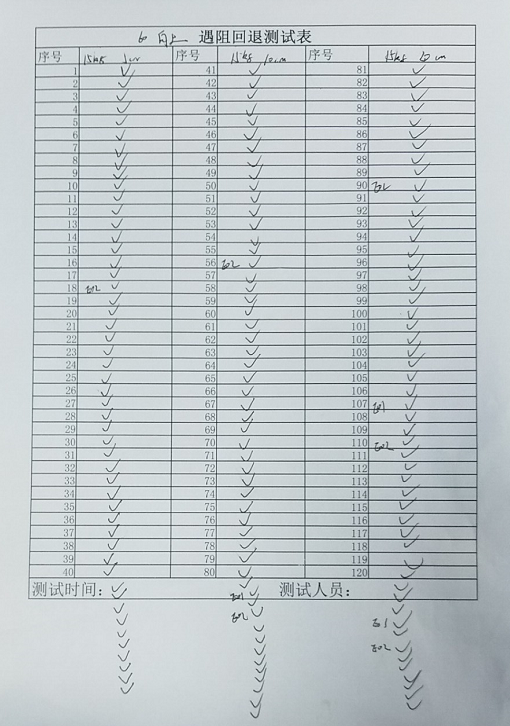 向上 遇阻回退测试表
序号 15kg 序号 15kg 10cm 序号 15kg
1 ✓ 41 ✓ 81 ✓
2 ✓ 42 ✓ 82 ✓
3 ✓ 43 ✓ 83 ✓
4 ✓ 44 ✓ 84 ✓
5 ✓ 45 ✓ 85 ✓
6 ✓ 46 ✓ 86 ✓
7 ✓ 47 ✓ 87 ✓
8 ✓ 48 ✓ 88 ✓
9 ✓ 49 ✓ 89 ✓
10 ✓ 50 ✓ 90 E02 ✓
11 ✓ 51 ✓ 91 ✓
12 ✓ 52 ✓ 92 ✓
13 ✓ 53 ✓ 93 ✓
14 ✓ 54 ✓ 94 ✓
15 ✓ 55 ✓ 95 ✓
16 ✓ 56 E02 ✓ 96 ✓
17 ✓ 57 ✓ 97 ✓
18 E02 ✓ 58 ✓ 98 ✓
19 ✓ 59 ✓ 99 ✓
20 ✓ 60 ✓ 100 ✓
21 ✓ 61 ✓ 101 ✓
22 ✓ 62 ✓ 102 ✓
23 ✓ 63 ✓ 103 ✓
24 ✓ 64 ✓ 104 ✓
25 ✓ 65 ✓ 105 ✓
26 ✓ 66 ✓ 106 ✓
27 ✓ 67 ✓ 107 E01 ✓
28 ✓ 68 ✓ 108 ✓
29 ✓ 69 ✓ 109 ✓
30 ✓ 70 ✓ 110 E02 ✓
31 ✓ 71 ✓ 111 ✓
32 ✓ 72 ✓ 112 ✓
33 ✓ 73 ✓ 113 ✓
34 ✓ 74 ✓ 114 ✓
35 ✓ 75 ✓ 115 ✓
36 ✓ 76 ✓ 116 ✓
37 ✓ 77 ✓ 117 ✓
38 ✓ 78 ✓ 118 ✓
39 ✓ 79 ✓ 119 ✓
40 ✓ 80 ✓ 120 ✓
测试时间： ✓ 测试人员： ✓
E01 ✓
E02 ✓
E01 ✓
E02 ✓